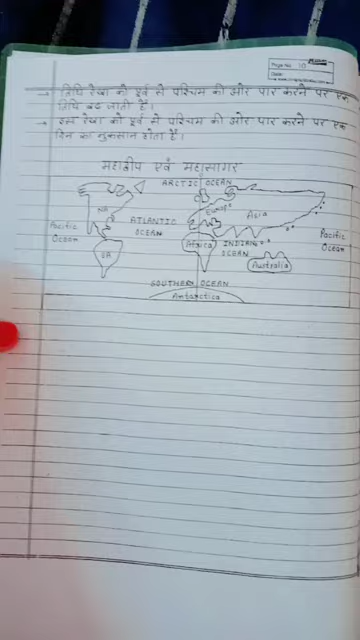 Page No. 10
Date:
→ तिथि रेखा को पूर्व से पश्चिम की ओर पार करने पर एक
तिथि बढ़ जाती है।
→ इस रेखा को पूर्व से पश्चिम की ओर पार करने पर एक
दिन का नुकसान होता है।
महाद्वीप एवं महासागर
ARCTIC OCEAN
NA
Europe
Asia
ATLANTIC
OCEAN
Pacific
Ocean
SA
Africa
INDIAN
OCEAN
Australia
Pacific
Ocean
SOUTHERN OCEAN
Antarctica